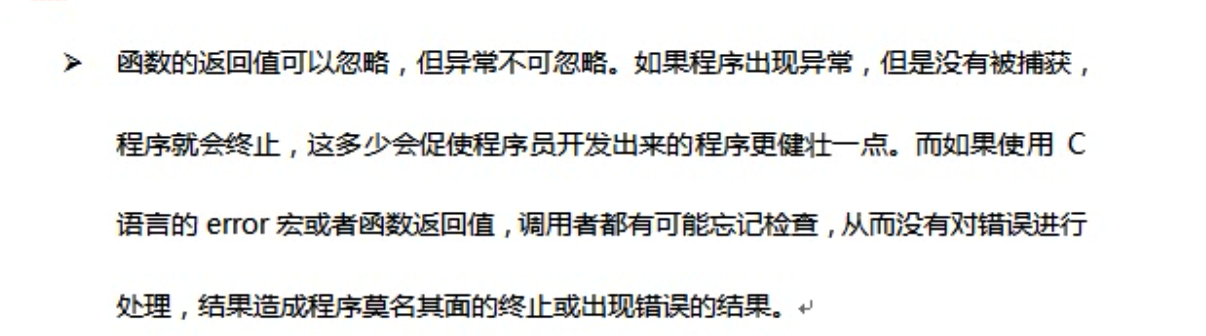 ➢ 函数的返回值可以忽略，但异常不可忽略。如果程序出现异常，但是没有被捕获，
程序就会终止，这多少会促使程序员开发出来的程序更健壮一点。而如果使用 C
语言的 error 宏或者函数返回值，调用者都有可能忘记检查，从而没有对错误进行
处理，结果造成程序莫名其面的终止或出现错误的结果。↵